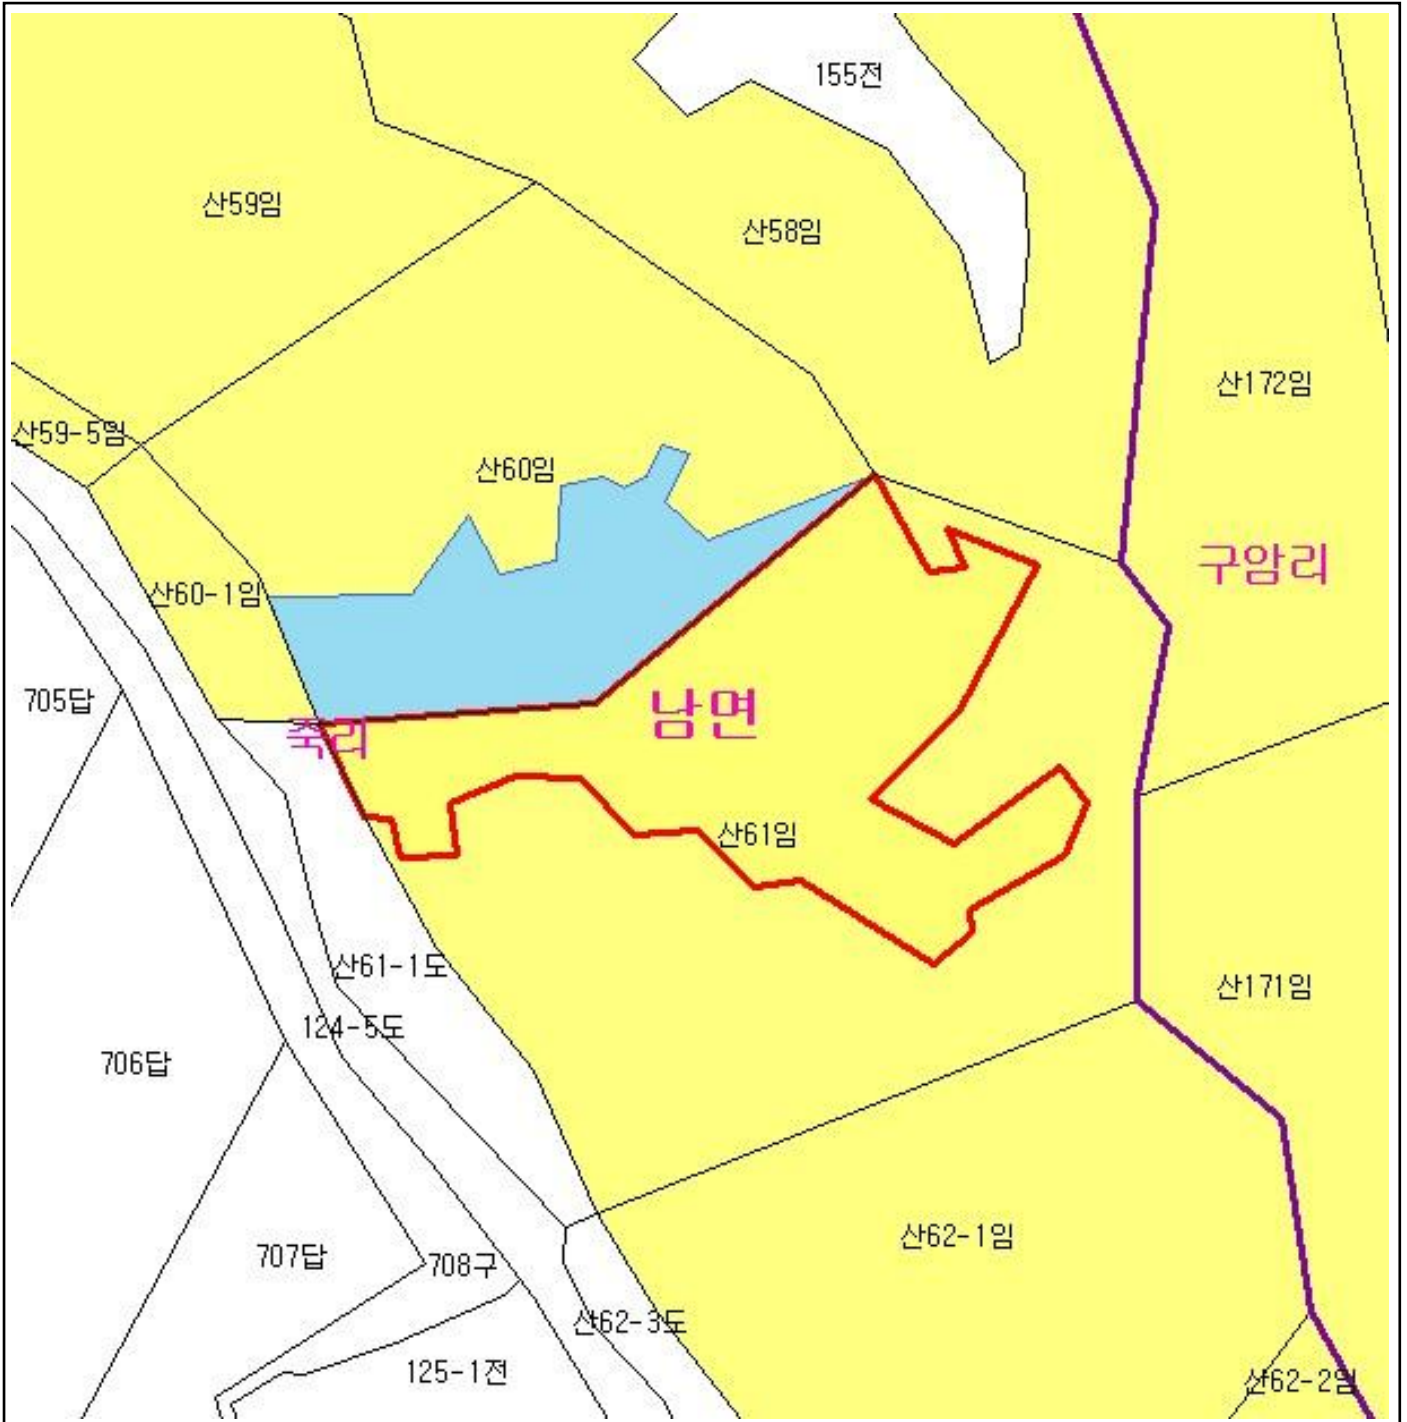 155전
산59임
산58임
산172임
산59-5임
산60임
구암리
산60-1임
705답
남면
죽리
산61임
산61-1도
산171임
124-5도
706답
산62-1임
707답
708구
산62-3도
125-1전
산62-2임